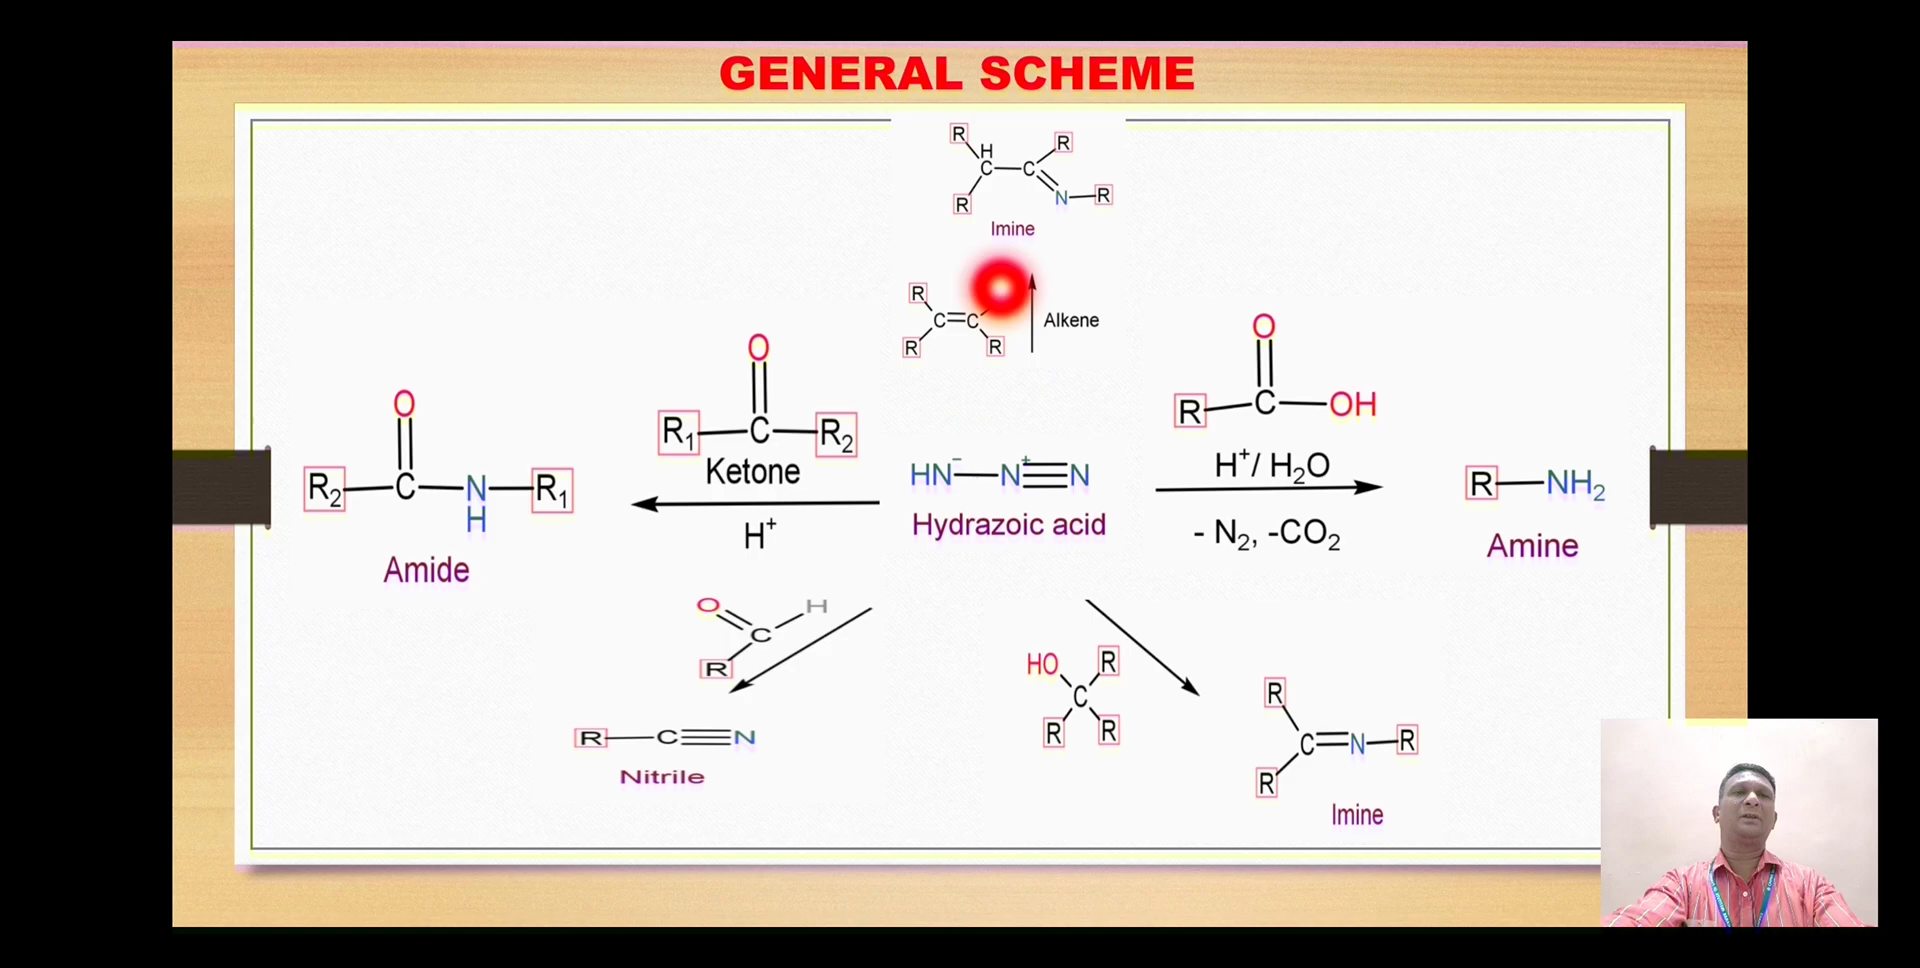 GENERAL SCHEME
R H R
C C
R N R
Imine
R
C=C Alkene
R R
O
R1 C R2
Ketone
H+
O
R2 C N R1
H
Amide
HN− N+ N
Hydrazoic acid
O
R C OH
H+/ H2O
- N2, -CO2
R NH2
Amine
O H
C
R
R C N
Nitrile
HO R
C
R R
R
C N R
R
Imine